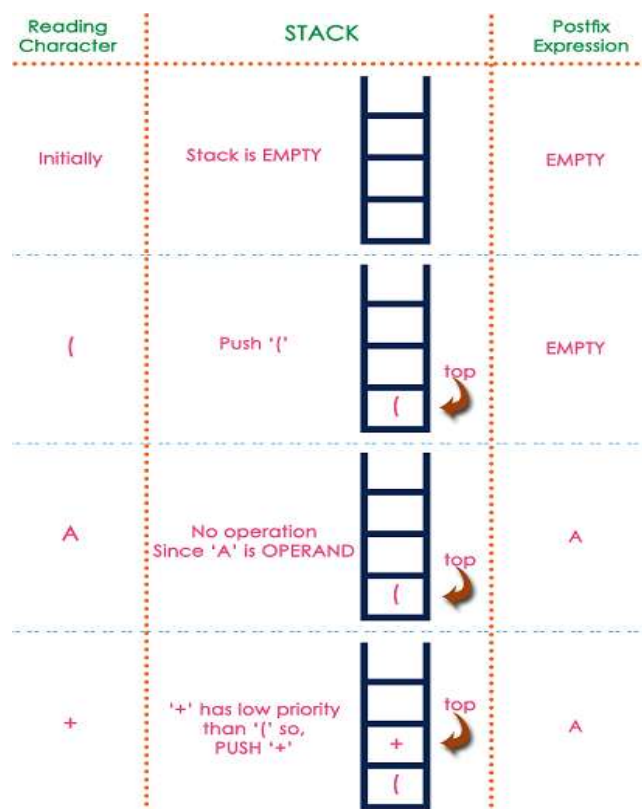 Reading
Character
STACK
Postfix
Expression
Initially
Stack is EMPTY
EMPTY
(
Push ‘(’
top
(
EMPTY
A
No operation
Since ‘A’ is OPERAND
top
(
A
+
‘+’ has low priority
than ‘(’ so,
PUSH ‘+’
top
+
(
A